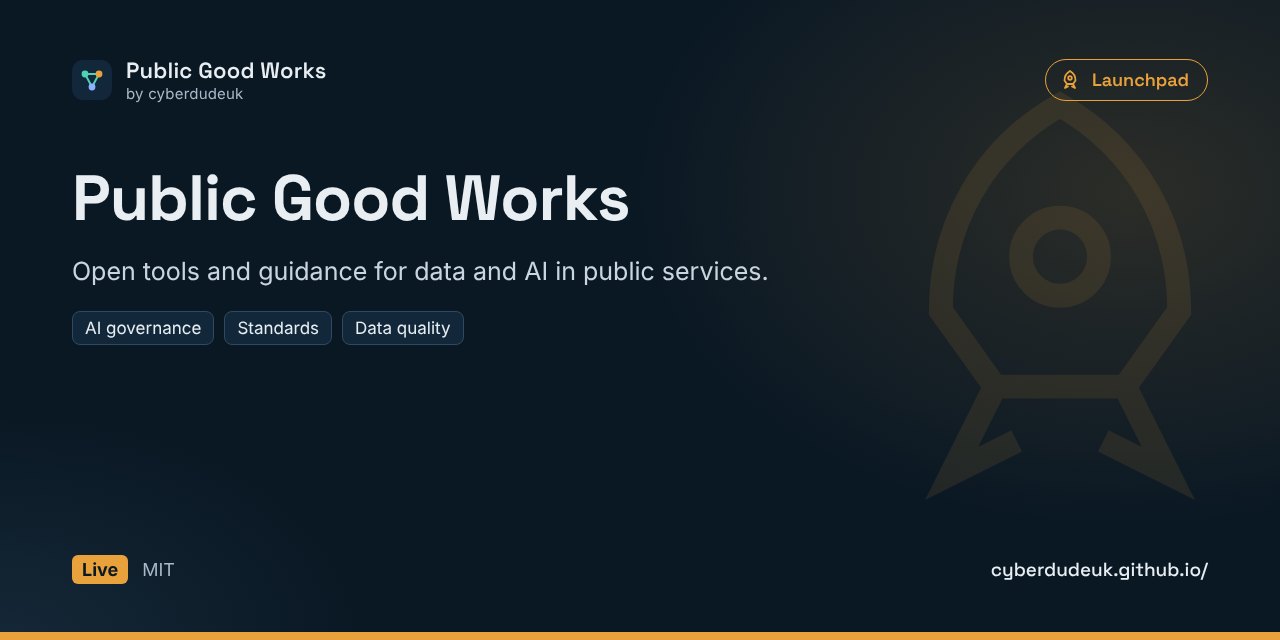 Public Good Works
by cyberdudeuk
Launchpad
Public Good Works
Open tools and guidance for data and AI in public services.
AI governance
Standards
Data quality
Live
MIT
cyberdudeuk.github.io/